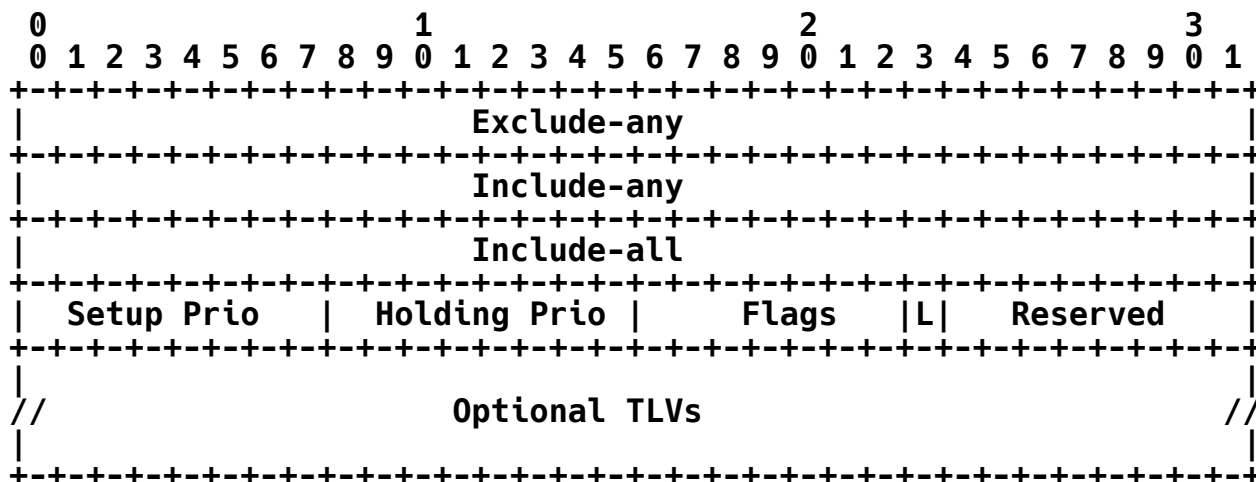 0                   1                   2                   3
0 1 2 3 4 5 6 7 8 9 0 1 2 3 4 5 6 7 8 9 0 1 2 3 4 5 6 7 8 9 0 1
+-+-+-+-+-+-+-+-+-+-+-+-+-+-+-+-+-+-+-+-+-+-+-+-+-+-+-+-+-+-+-+-+
|                       Exclude-any                             |
+-+-+-+-+-+-+-+-+-+-+-+-+-+-+-+-+-+-+-+-+-+-+-+-+-+-+-+-+-+-+-+-+
|                       Include-any                             |
+-+-+-+-+-+-+-+-+-+-+-+-+-+-+-+-+-+-+-+-+-+-+-+-+-+-+-+-+-+-+-+-+
|                       Include-all                             |
+-+-+-+-+-+-+-+-+-+-+-+-+-+-+-+-+-+-+-+-+-+-+-+-+-+-+-+-+-+-+-+-+
|  Setup Prio   |  Holding Prio |     Flags   |L|   Reserved    |
+-+-+-+-+-+-+-+-+-+-+-+-+-+-+-+-+-+-+-+-+-+-+-+-+-+-+-+-+-+-+-+-+
|                                                               |
//                     Optional TLVs                           //
|                                                               |
+-+-+-+-+-+-+-+-+-+-+-+-+-+-+-+-+-+-+-+-+-+-+-+-+-+-+-+-+-+-+-+-+